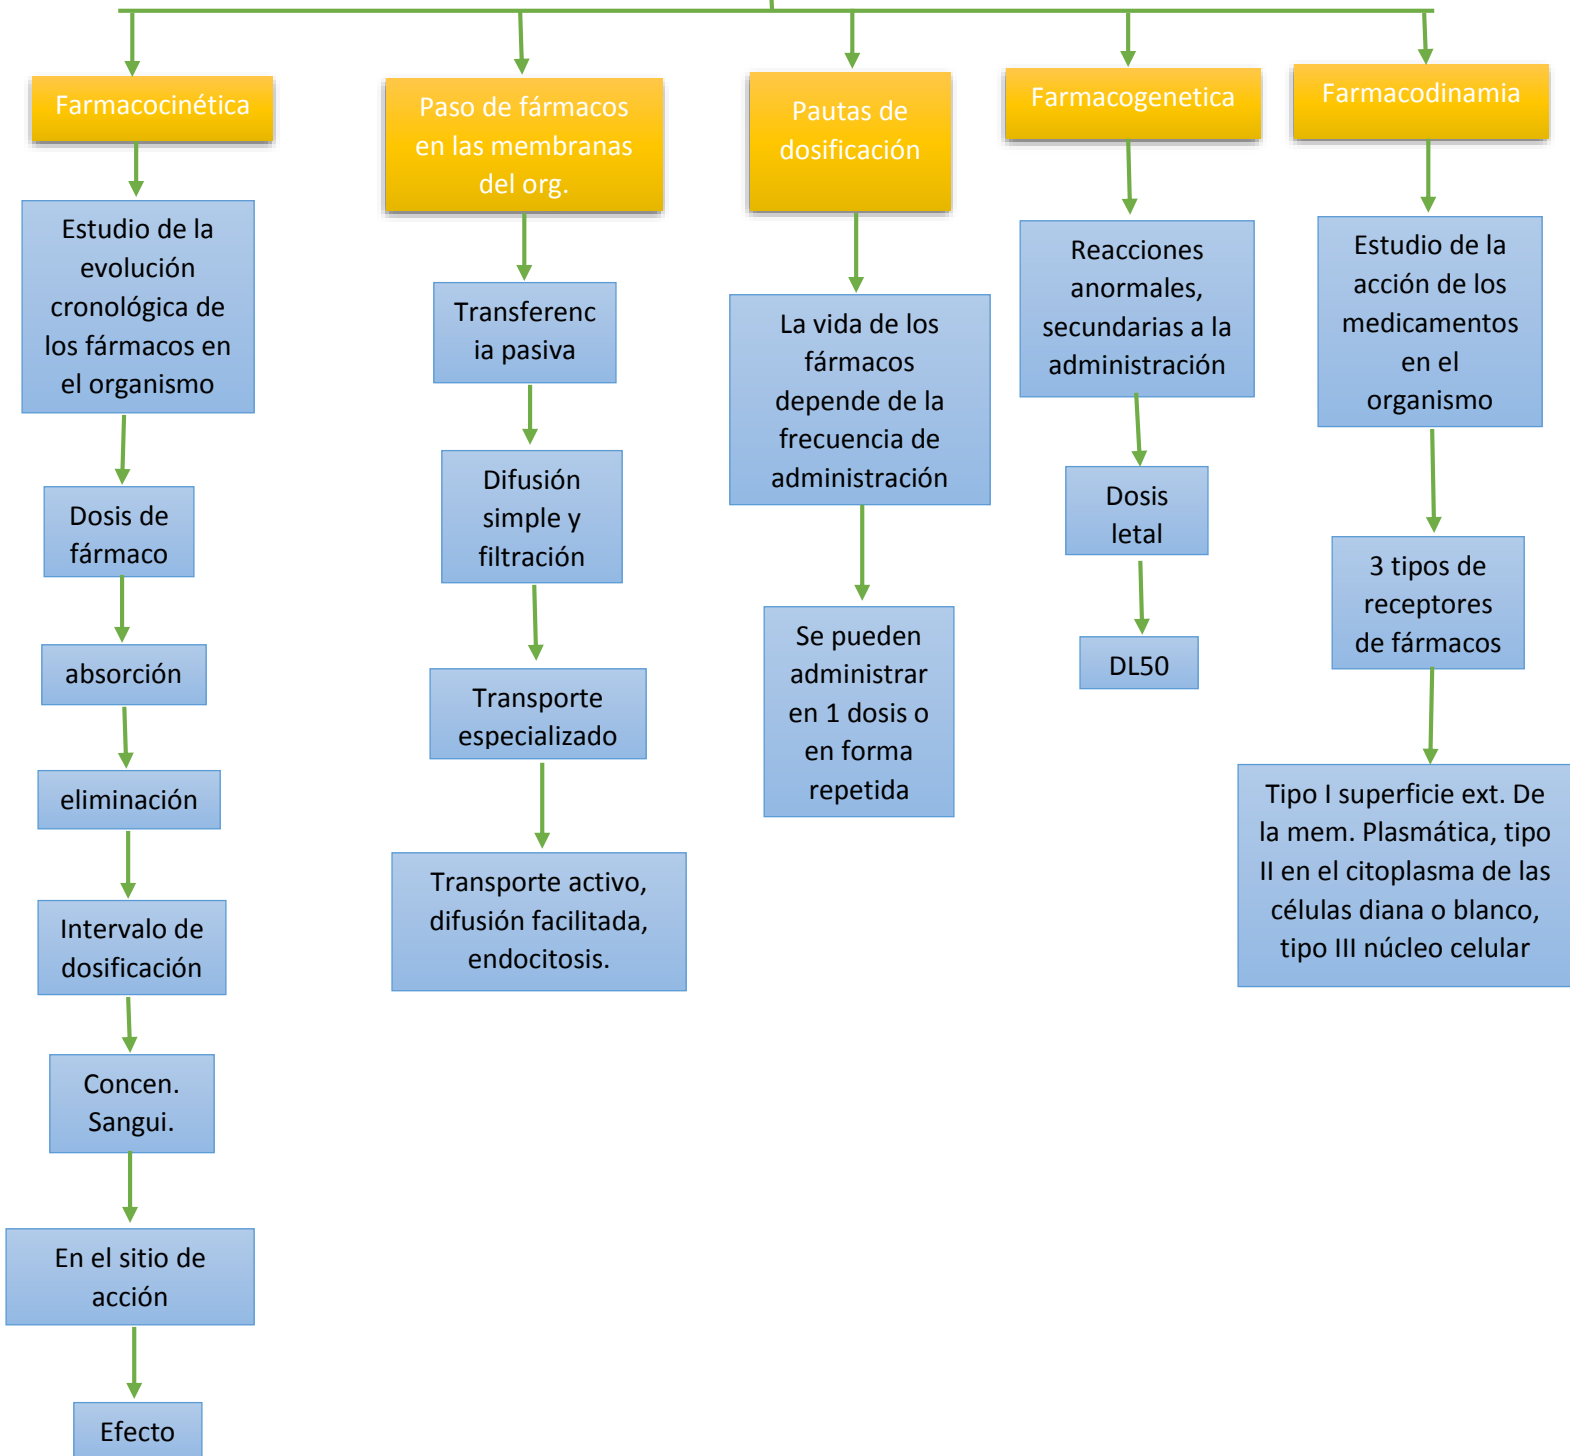 Farmacocinética
Estudio de la
evolución
cronológica de
los fármacos en
el organismo
Dosis de
fármaco
absorción
eliminación
Intervalo de
dosificación
Concen.
Sangui.
En el sitio de
acción
Efecto
Paso de fármacos
en las membranas
del org.
Transferenc
ia pasiva
Difusión
simple y
filtración
Transporte
especializado
Transporte activo,
difusión facilitada,
endocitosis.
Pautas de
dosificación
La vida de los
fármacos
depende de la
frecuencia de
administración
Se pueden
administrar
en 1 dosis o
en forma
repetida
Farmacogenetica
Reacciones
anormales,
secundarias a la
administración
Dosis
letal
DL50
Farmacodinamia
Estudio de la
acción de los
medicamentos
en el
organismo
3 tipos de
receptores
de fármacos
Tipo I superficie ext. De
la mem. Plasmática, tipo
II en el citoplasma de las
células diana o blanco,
tipo III núcleo celular